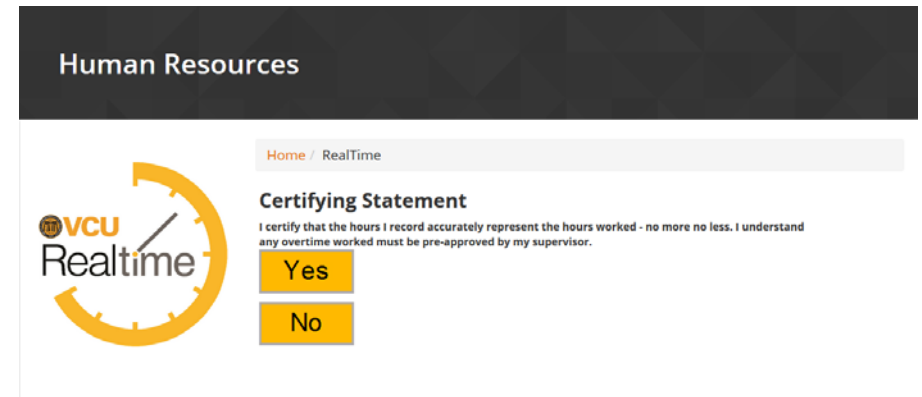 Human Resources
Home / RealTime
VCU
Realtime
Certifying Statement
I certify that the hours I record accurately represent the hours worked - no more no less. I understand
any overtime worked must be pre-approved by my supervisor.
Yes
No